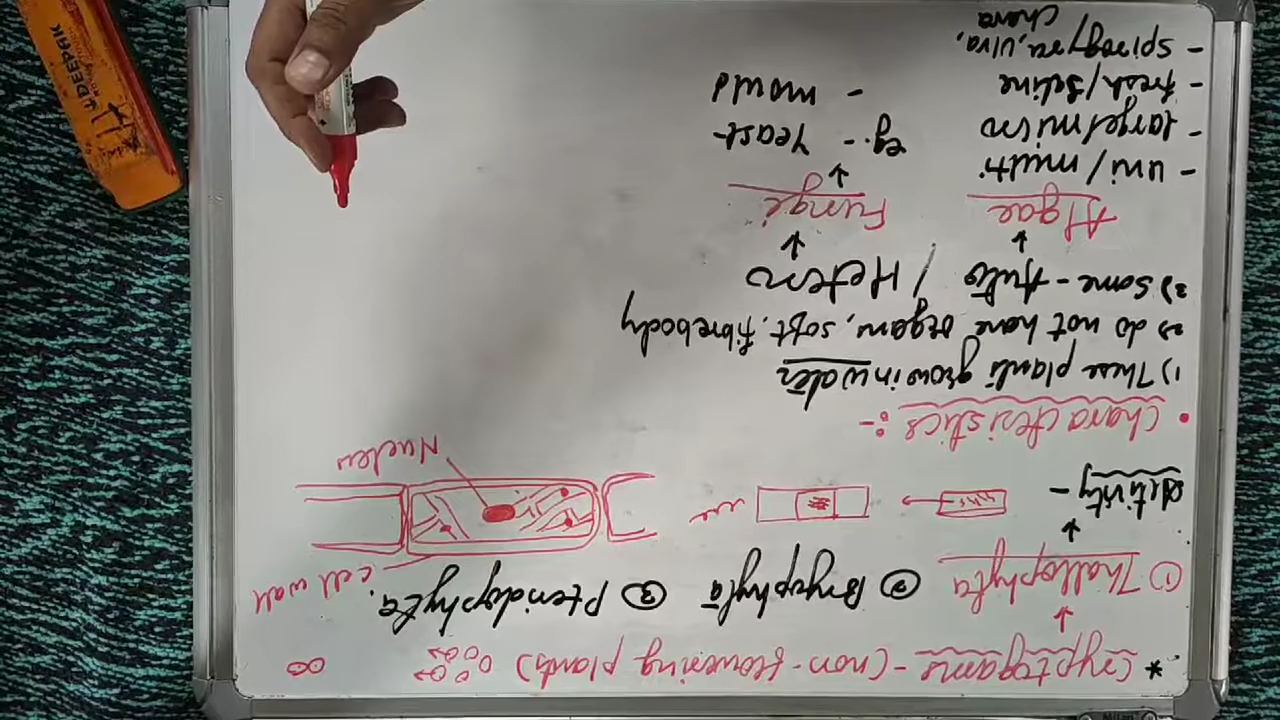 * Cryptogame - (non-flowering plants)
① Thallophyta ② Bryophyta ③ Pteridophyta.
cell wall
Activity -
Nucleus
• Characteristics :-
1) These plants grow in water
2) do not have organs, soft, fibrebody
3) Some - Auto / Hetero
Algae Fungi
- uni / multi
eg. - Yeast
- large/micro
- mould
- fresh / Saline
- Spirogyra, Ulva,
Chara
DEEPAK